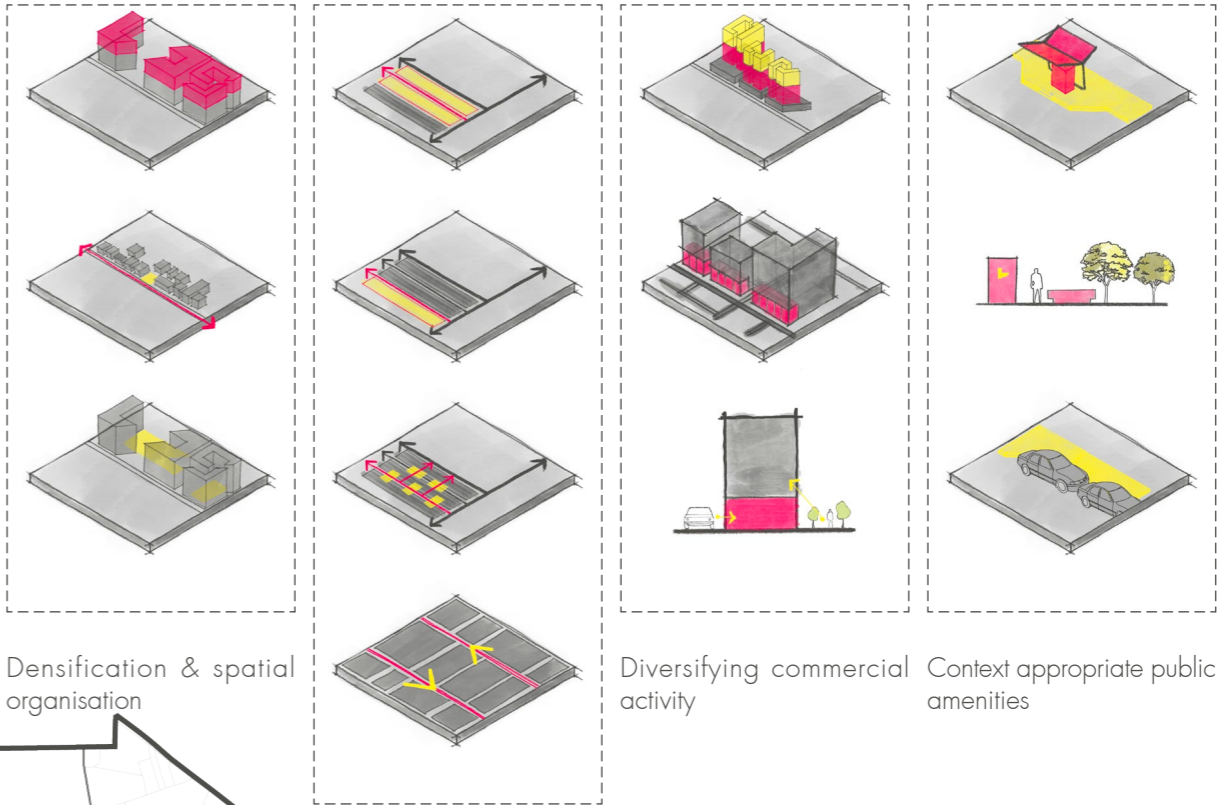 Densification & spatial
organisation
Diversifying commercial
activity
Context appropriate public
amenities